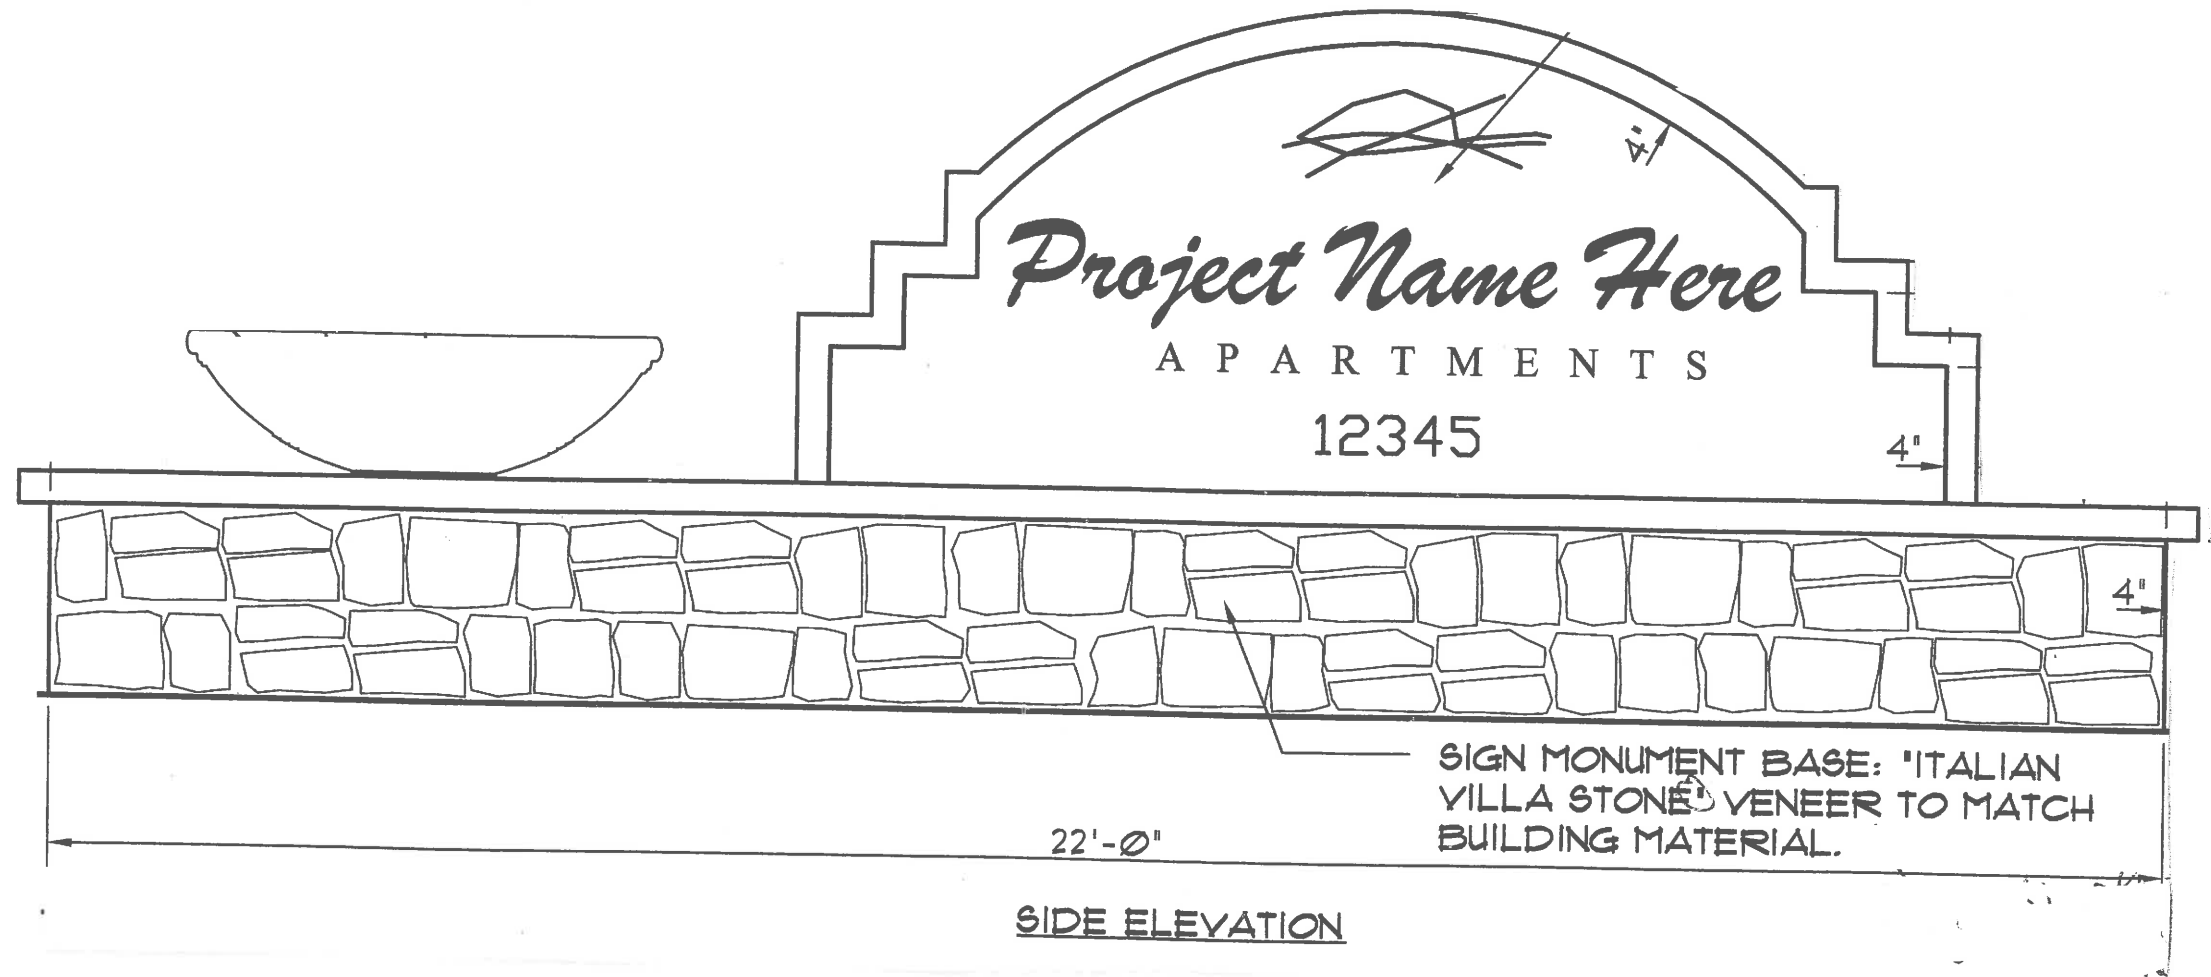 4"
Project Name Here
APARTMENTS
12345
4"
4"
SIGN MONUMENT BASE: "ITALIAN
VILLA STONE" VENEER TO MATCH
BUILDING MATERIAL.
22'-0"
SIDE ELEVATION